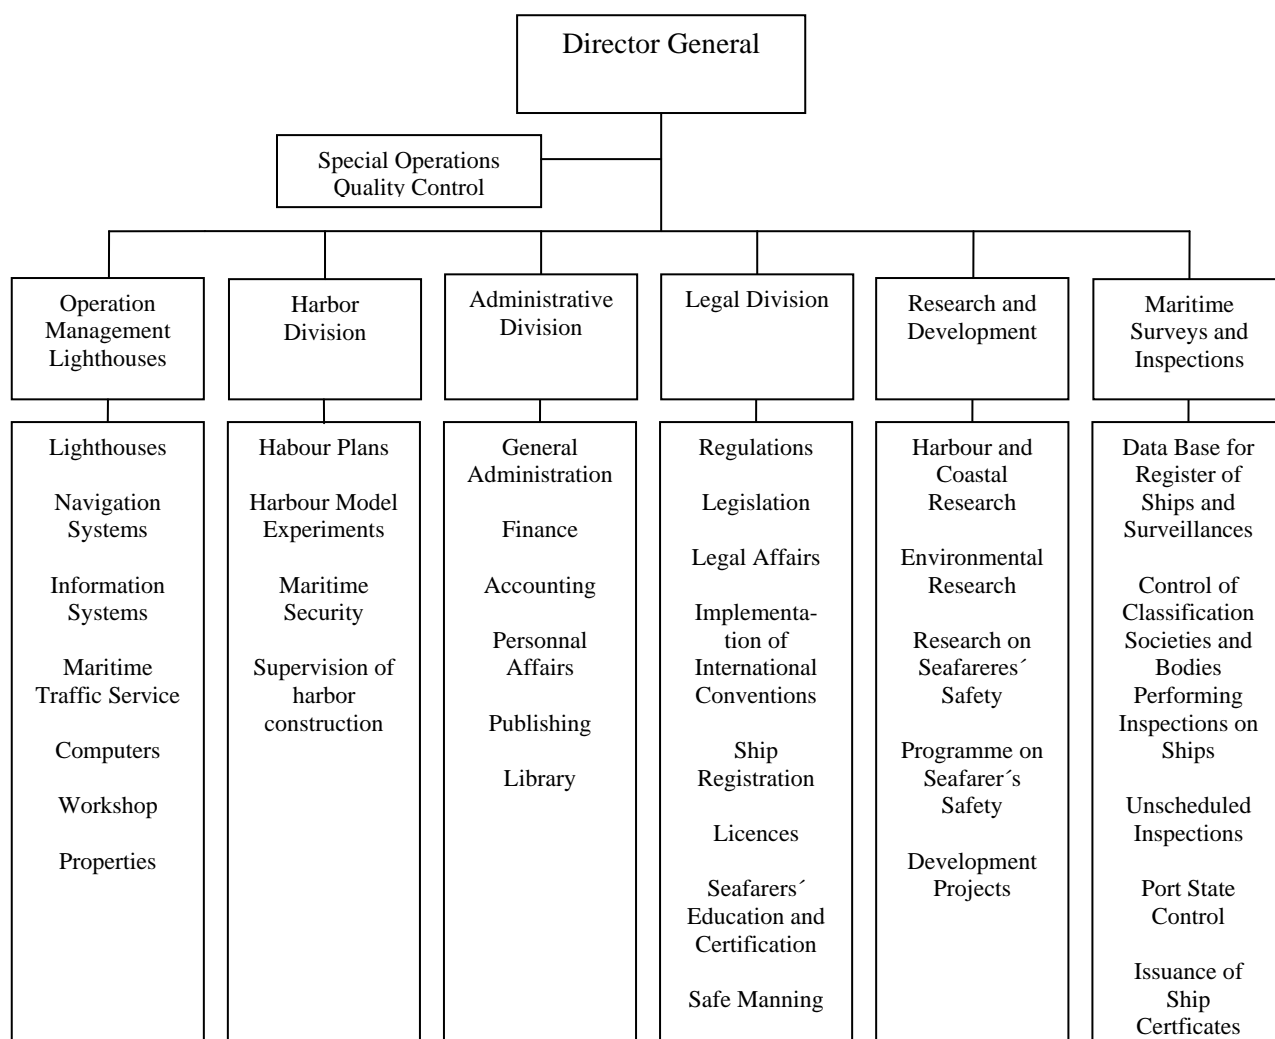 Director General
Special Operations
Quality Control
Operation
Management
Lighthouses
Harbor
Division
Administrative
Division
Legal Division
Research and
Development
Maritime
Surveys and
Inspections
Lighthouses
Navigation
Systems
Information
Systems
Maritime
Traffic Service
Computers
Workshop
Properties
Habour Plans
Harbour Model
Experiments
Maritime
Security
Supervision of
harbor
construction
General
Administration
Finance
Accounting
Personnal
Affairs
Publishing
Library
Regulations
Legislation
Legal Affairs
Implementa-
tion of
International
Conventions
Ship
Registration
Licences
Seafarers´
Education and
Certification
Safe Manning
Harbour and
Coastal
Research
Environmental
Research
Research on
Seafareres´
Safety
Programme on
Seafarer´s
Safety
Development
Projects
Data Base for
Register of
Ships and
Surveillances
Control of
Classification
Societies and
Bodies
Performing
Inspections on
Ships
Unscheduled
Inspections
Port State
Control
Issuance of
Ship
Certficates